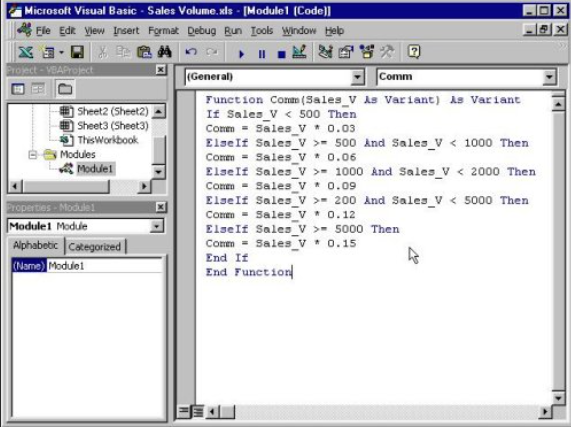 Microsoft Visual Basic - Sales Volume.xls - [Module1 (Code)]
File Edit View Insert Format Debug Run Tools Window Help
Project - VBAProject
Sheet2 (Sheet2)
Sheet3 (Sheet3)
ThisWorkbook
Modules
Module1
Properties - Module1
Module1 Module
Alphabetic Categorized
(Name) Module1
(General) Comm
Function Comm(Sales_V As Variant) As Variant
If Sales_V < 500 Then
Comm = Sales_V * 0.03
ElseIf Sales_V >= 500 And Sales_V < 1000 Then
Comm = Sales_V * 0.06
ElseIf Sales_V >= 1000 And Sales_V < 2000 Then
Comm = Sales_V * 0.09
ElseIf Sales_V >= 200 And Sales_V < 5000 Then
Comm = Sales_V * 0.12
ElseIf Sales_V >= 5000 Then
Comm = Sales_V * 0.15
End If
End Function